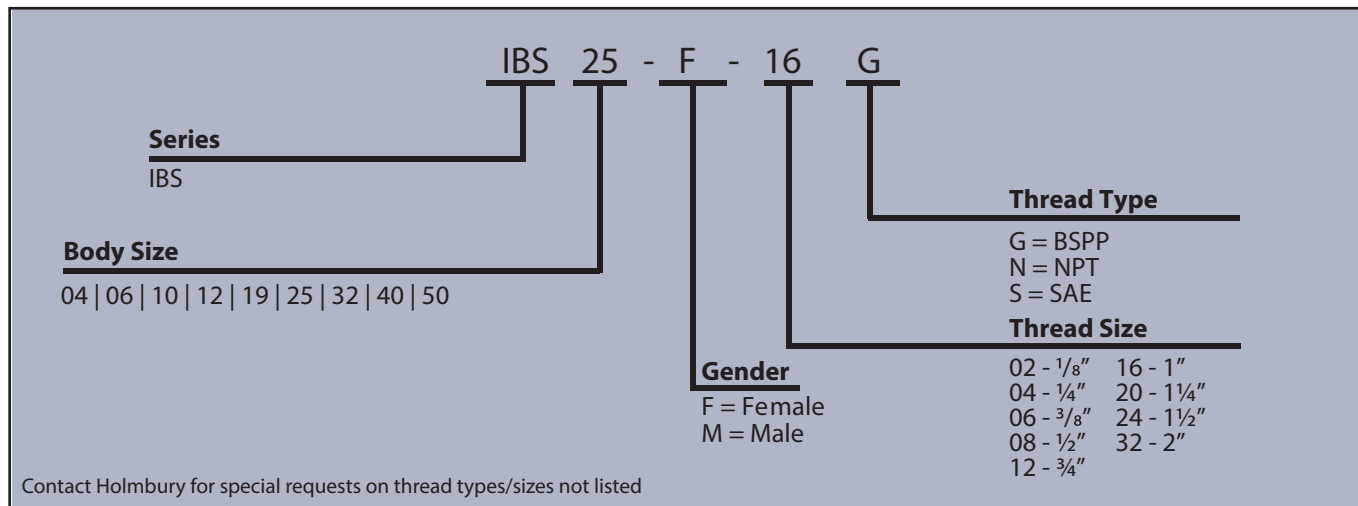 IBS 25 - F - 16 G
Series
IBS
Body Size
04 | 06 | 10 | 12 | 19 | 25 | 32 | 40 | 50
Gender
F = Female
M = Male
Thread Type
G = BSPP
N = NPT
S = SAE
Thread Size
02 - ⅛” 16 - 1”
04 - ¼” 20 - 1¼”
06 - ⅜” 24 - 1½”
08 - ½” 32 - 2”
12 - ¾”
Contact Holmbury for special requests on thread types/sizes not listed